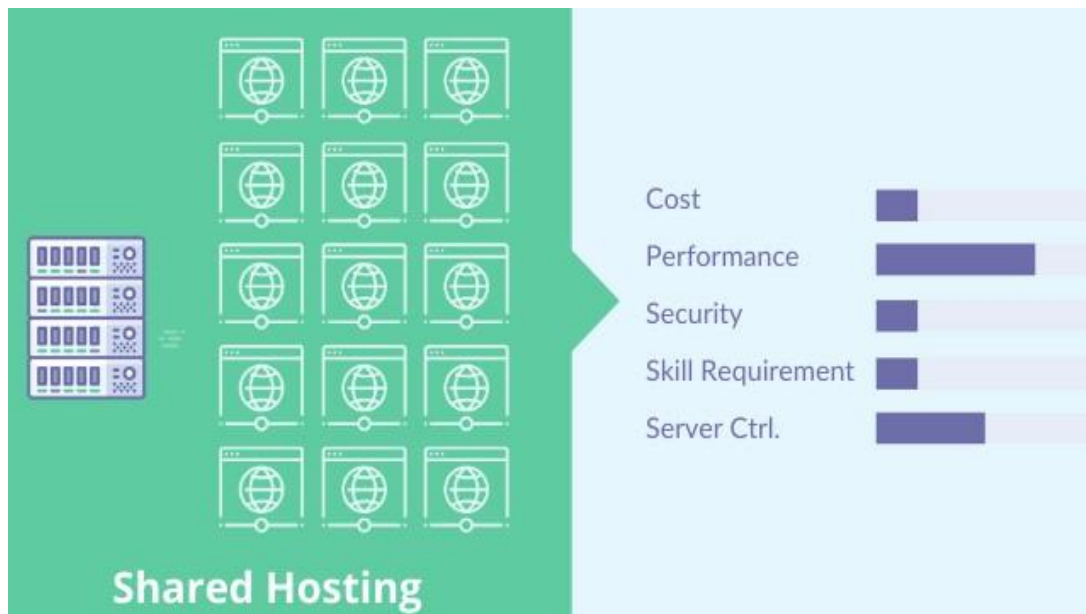 Shared Hosting
Cost
Performance
Security
Skill Requirement
Server Ctrl.